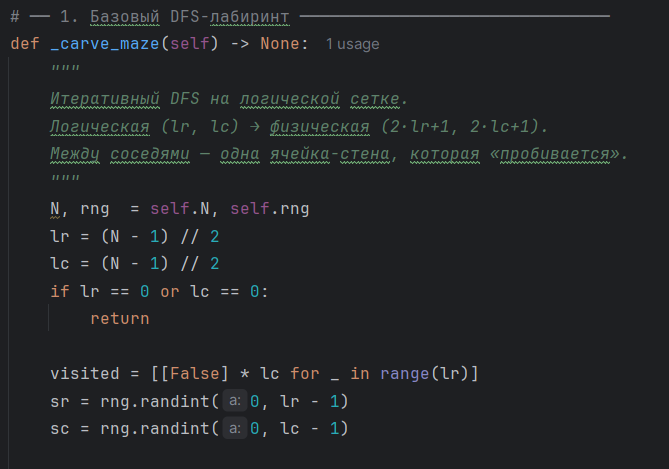 # —— 1. Базовый DFS-лабиринт ——————————————————————————————
def _carve_maze(self) -> None: 1 usage
"""
Итеративный DFS на логической сетке.
Логическая (lr, lc) → физическая (2·lr+1, 2·lc+1).
Между соседями — одна ячейка-стена, которая «пробивается».
"""
N, rng  = self.N, self.rng
lr = (N - 1) // 2
lc = (N - 1) // 2
if lr == 0 or lc == 0:
return
visited = [[False] * lc for _ in range(lr)]
sr = rng.randint( a: 0, lr - 1)
sc = rng.randint( a: 0, lc - 1)